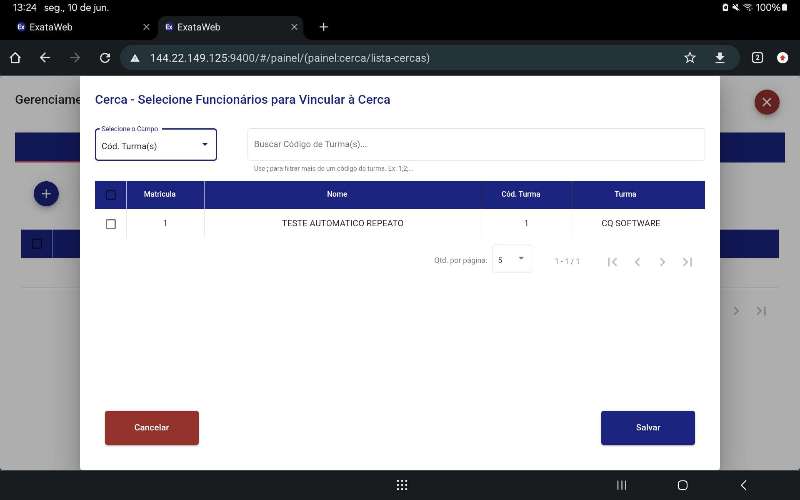 13:24 seg., 10 de jun.
100%
Ex ExataWeb
Ex ExataWeb
144.22.149.125:9400/#/painel/(painel:cerca/lista-cercas)
2
Gerenciame
Cerca - Selecione Funcionários para Vincular à Cerca
Selecione o Campo
Cód. Turma(s)
Buscar Código de Turma(s)...
Use ; para filtrar mais de um código de turma. Ex: 1;2;...
Matrícula Nome Cód. Turma Turma
1 TESTE AUTOMATICO REPEATO 1 CQ SOFTWARE
Qtd. por página: 5 1 - 1 / 1
Cancelar
Salvar